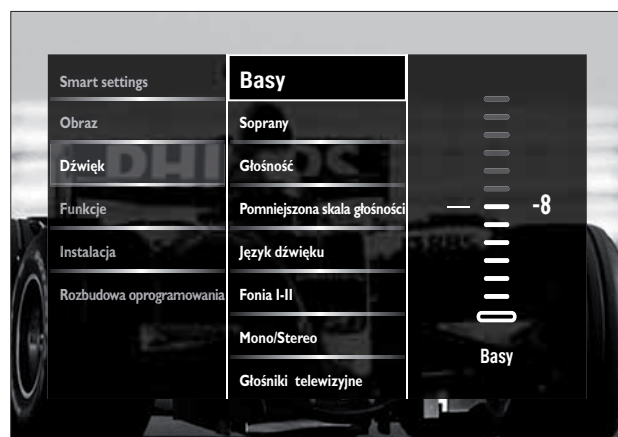 Smart settings
Obraz
Dźwięk
Funkcje
Instalacja
Rozbudowa oprogramowania
Basy
Soprany
Głośność
Pomniejszona skala głośności
Język dźwięku
Fonia I-II
Mono/Stereo
Głośniki telewizyjne
-8
Basy